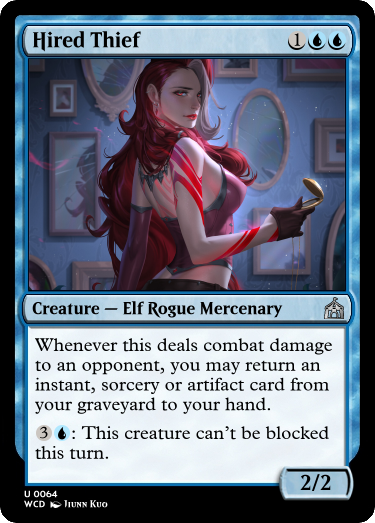 Hired Thief 1
Creature — Elf Rogue Mercenary
Whenever this deals combat damage
to an opponent, you may return an
instant, sorcery or artifact card from
your graveyard to your hand.
3 : This creature can't be blocked
this turn.
2/2
U 0064
WCD Jiunn Kuo